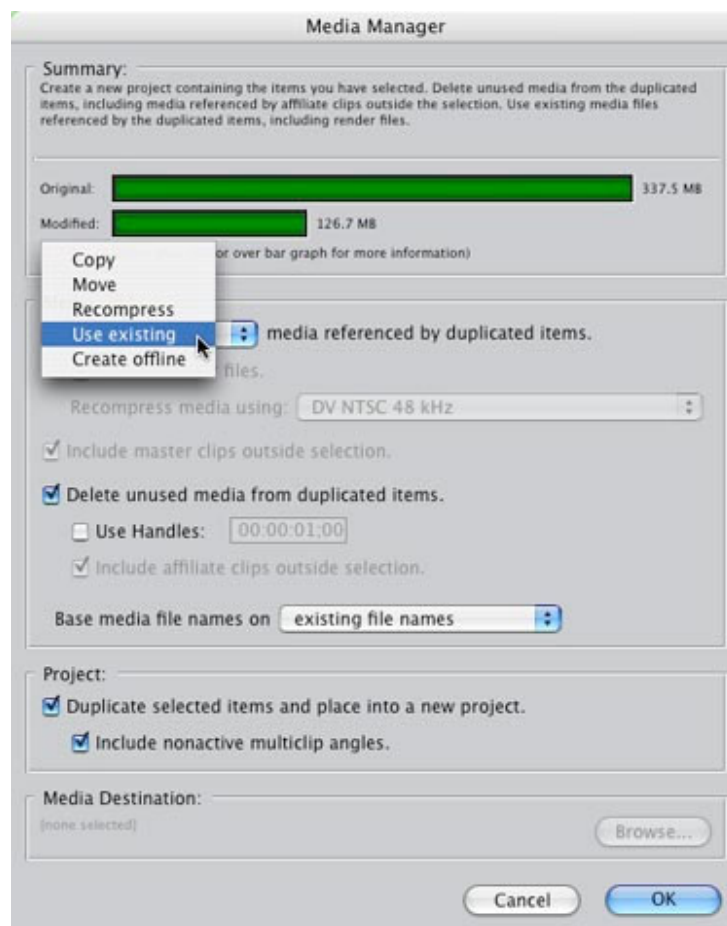 Media Manager
Summary:
Create a new project containing the items you have selected. Delete unused media from the duplicated
items, including media referenced by affiliate clips outside the selection. Use existing media files
referenced by the duplicated items, including render files.
Original: 337.5 MB
Modified: 126.7 MB
or over bar graph for more information)
Copy
Move
Recompress
Use existing media referenced by duplicated items.
Create offline files.
Recompress media using: DV NTSC 48 kHz
Include master clips outside selection.
Delete unused media from duplicated items.
Use Handles: 00:00:01;00
Include affiliate clips outside selection.
Base media file names on existing file names
Project:
Duplicate selected items and place into a new project.
Include nonactive multiclip angles.
Media Destination:
[none selected]
Browse...
Cancel OK